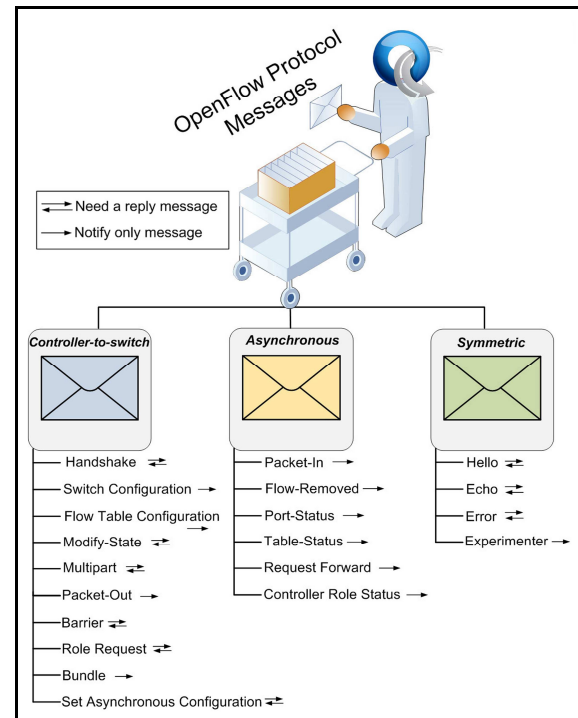 OpenFlow Protocol
Messages
Need a reply message
Notify only message
Controller-to-switch
Asynchronous
Symmetric
Handshake
Switch Configuration
Flow Table Configuration
Modify-State
Multipart
Packet-Out
Barrier
Role Request
Bundle
Set Asynchronous Configuration
Packet-In
Flow-Removed
Port-Status
Table-Status
Request Forward
Controller Role Status
Hello
Echo
Error
Experimenter